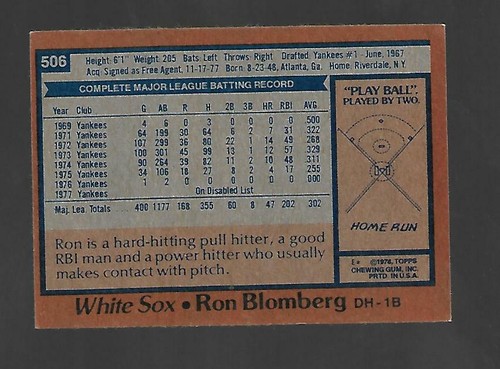 506
Height: 6'1" Weight: 205 Bats: Left Throws: Right Drafted: Yankees #1-June, 1967
Acq: Signed as Free Agent, 11-17-77 Born: 8-23-48, Atlanta, Ga. Home: Riverdale, N.Y.
COMPLETE MAJOR LEAGUE BATTING RECORD
Year Club G AB R H 2B 3B HR RBI AVG.
1969 Yankees 4 6 0 3 0 0 0 0 .500
1971 Yankees 64 199 30 64 6 2 7 31 .322
1972 Yankees 107 299 36 80 22 1 14 49 .268
1973 Yankees 100 301 45 99 13 1 12 57 .329
1974 Yankees 90 264 39 82 11 2 10 48 .311
1975 Yankees 34 106 18 27 8 2 4 17 .255
1976 Yankees 1 2 0 0 0 0 0 0 .000
1977 Yankees On Disabled List
Maj. Lea. Totals 400 1177 168 355 60 8 47 202 .302
Ron is a hard-hitting pull hitter, a good
RBI man and a power hitter who usually
makes contact with pitch.
"PLAY BALL".
PLAYED BY TWO.
HOME RUN
E*
©1978, TOPPS
CHEWING GUM, INC.
PRTD. IN U.S.A.
White Sox • Ron Blomberg DH-1B